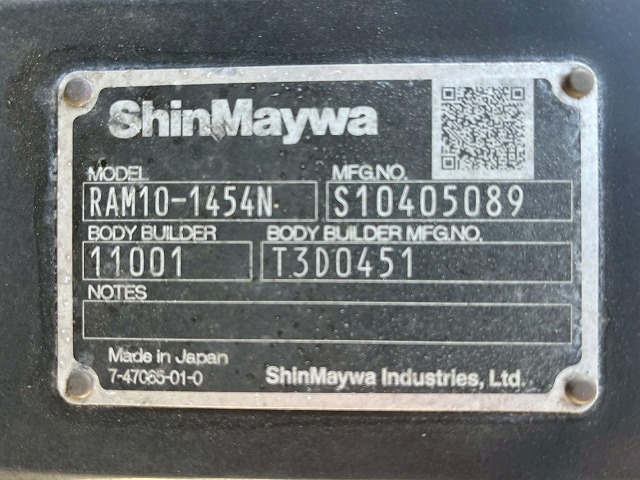 ShinMaywa
MODEL MFG.NO.
RAM10-1454N S10405089
BODY BUILDER BODY BUILDER MFG.NO.
11001 T3D0451
NOTES
Made in Japan
7-47065-01-0 ShinMaywa Industries, Ltd.